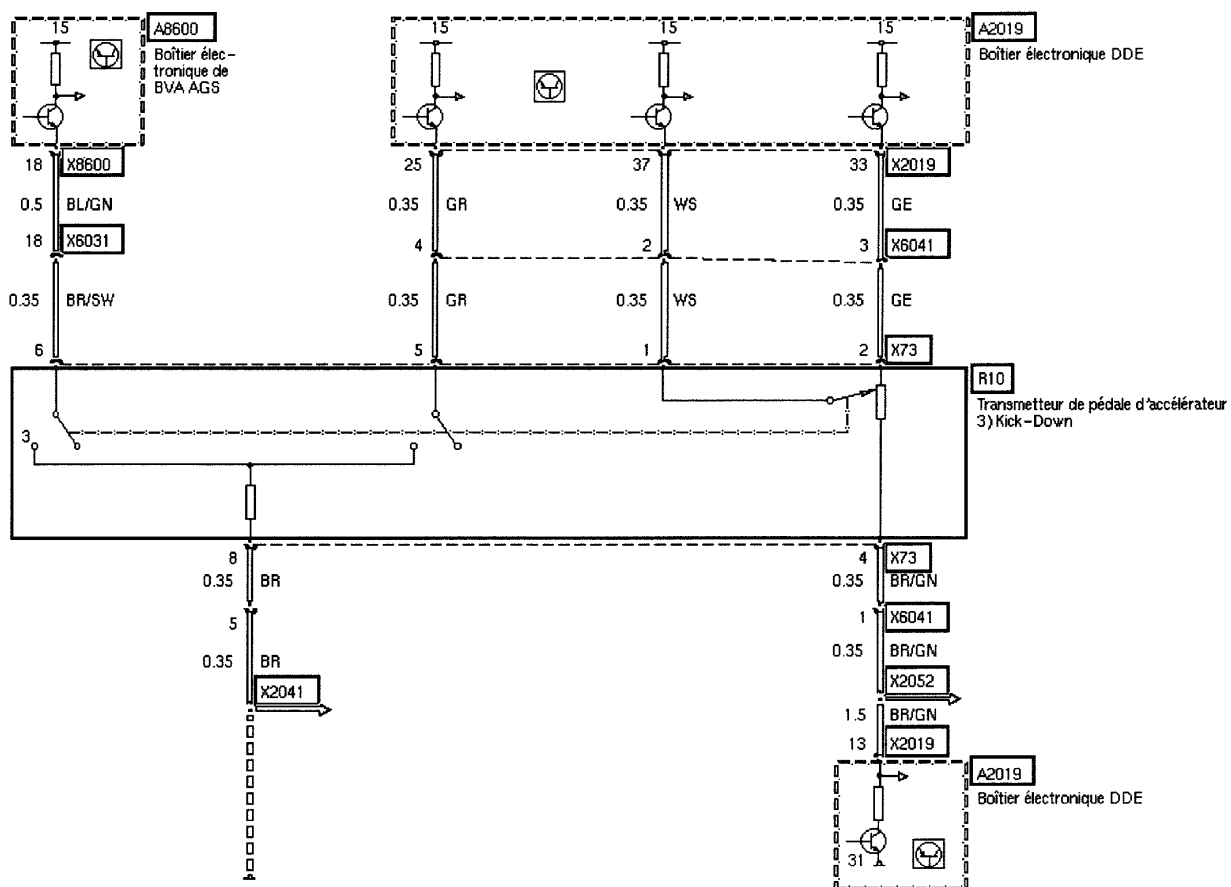 15 A8600 15 15 15 A2019
Boîtier élec-
tronique de
BVA AGS
Boîtier électronique DDE
18 X8600 25 37 33 X2019
0.5 BL/GN 0.35 GR 0.35 WS 0.35 GE
18 X6031 4 2 3 X6041
0.35 BR/SW 0.35 GR 0.35 WS 0.35 GE
6 5 1 2 X73
R10
Transmetteur de pédale d'accélérateur
3) Kick-Down
3
8 4 X73
0.35 BR 0.35 BR/GN
5 1 X6041
0.35 BR 0.35 BR/GN
X2041 X2052
1.5 BR/GN
13 X2019
A2019
Boîtier électronique DDE
31